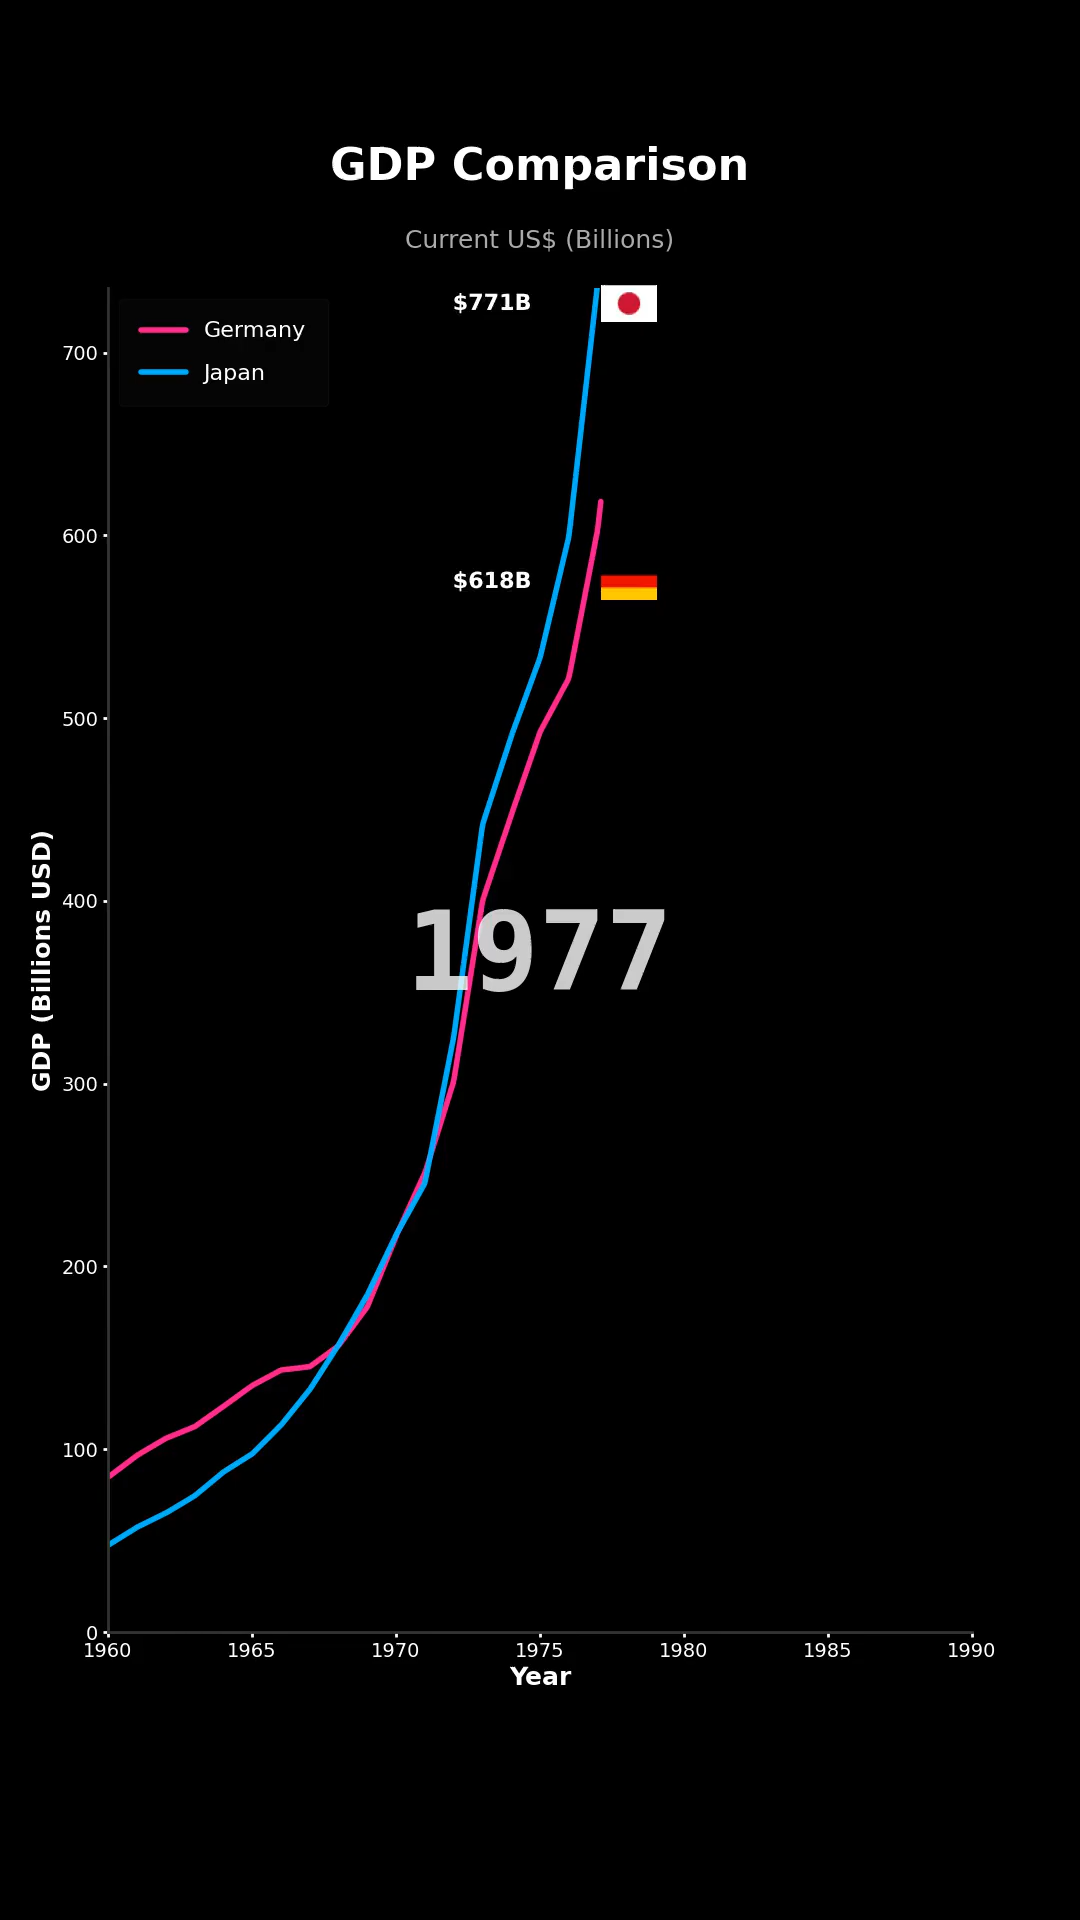 GDP Comparison
Current US$ (Billions)
$771B
Germany
Japan
700
600
$618B
500
400
1977
300
200
100
0
GDP (Billions USD)
1960 1965 1970 1975 1980 1985 1990
Year